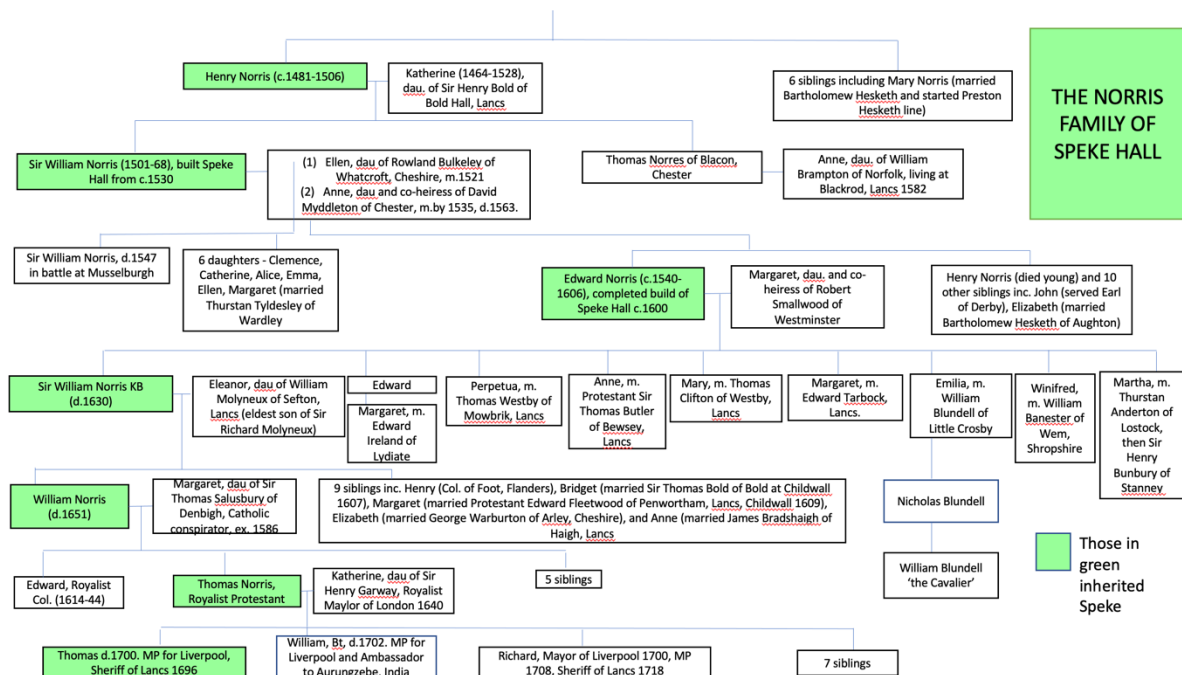 THE NORRIS
FAMILY OF
SPEKE HALL
Henry Norris (c.1481-1506)
Katherine (1464-1528),
dau. of Sir Henry Bold of
Bold Hall, Lancs
6 siblings including Mary Norris (married
Bartholomew Hesketh and started Preston
Hesketh line)
Sir William Norris (1501-68), built Speke
Hall from c.1530
(1) Ellen, dau of Rowland Bulkeley of
Whatcroft, Cheshire, m.1521
(2) Anne, dau and co-heiress of David
Myddleton of Chester, m.by 1535, d.1563.
Thomas Norres of Blacon,
Chester
Anne, dau. of William
Brampton of Norfolk, living at
Blackrod, Lancs 1582
Sir William Norris, d.1547
in battle at Musselburgh
6 daughters - Clemence,
Catherine, Alice, Emma,
Ellen, Margaret (married
Thurstan Tyldesley of
Wardley
Edward Norris (c.1540-
1606), completed build of
Speke Hall c.1600
Margaret, dau. and co-
heiress of Robert
Smallwood of
Westminster
Henry Norris (died young) and 10
other siblings inc. John (served Earl
of Derby), Elizabeth (married
Bartholomew Hesketh of Aughton)
Sir William Norris KB
(d.1630)
Eleanor, dau of William
Molyneux of Sefton,
Lancs (eldest son of Sir
Richard Molyneux)
Edward
Margaret, m.
Edward
Ireland of
Lydiate
Perpetua, m.
Thomas Westby of
Mowbrik, Lancs
Anne, m.
Protestant Sir
Thomas Butler
of Bewsey,
Lancs
Mary, m. Thomas
Clifton of Westby,
Lancs
Margaret, m.
Edward Tarbock,
Lancs.
Emilia, m.
William
Blundell of
Little Crosby
Winifred,
m. William
Banester of
Wem,
Shropshire
Martha, m.
Thurstan
Anderton of
Lostock,
then Sir
Henry
Bunbury of
Stanney
William Norris
(d.1651)
Margaret, dau of Sir
Thomas Salusbury of
Denbigh, Catholic
conspirator, ex. 1586
9 siblings inc. Henry (Col. of Foot, Flanders), Bridget (married Sir Thomas Bold of Bold at Childwall
1607), Margaret (married Protestant Edward Fleetwood of Penwortham, Lancs, Childwall 1609),
Elizabeth (married George Warburton of Arley, Cheshire), and Anne (married James Bradshaigh of
Haigh, Lancs
Nicholas Blundell
William Blundell
‘the Cavalier’
Those in
green
inherited
Speke
Edward, Royalist
Col. (1614-44)
Thomas Norris,
Royalist Protestant
Katherine, dau of Sir
Henry Garway, Royalist
Maylor of London 1640
5 siblings
Thomas d.1700. MP for Liverpool,
Sheriff of Lancs 1696
William, Bt, d.1702. MP for
Liverpool and Ambassador
to Aurungzebe, India
Richard, Mayor of Liverpool 1700, MP
1708, Sheriff of Lancs 1718
7 siblings